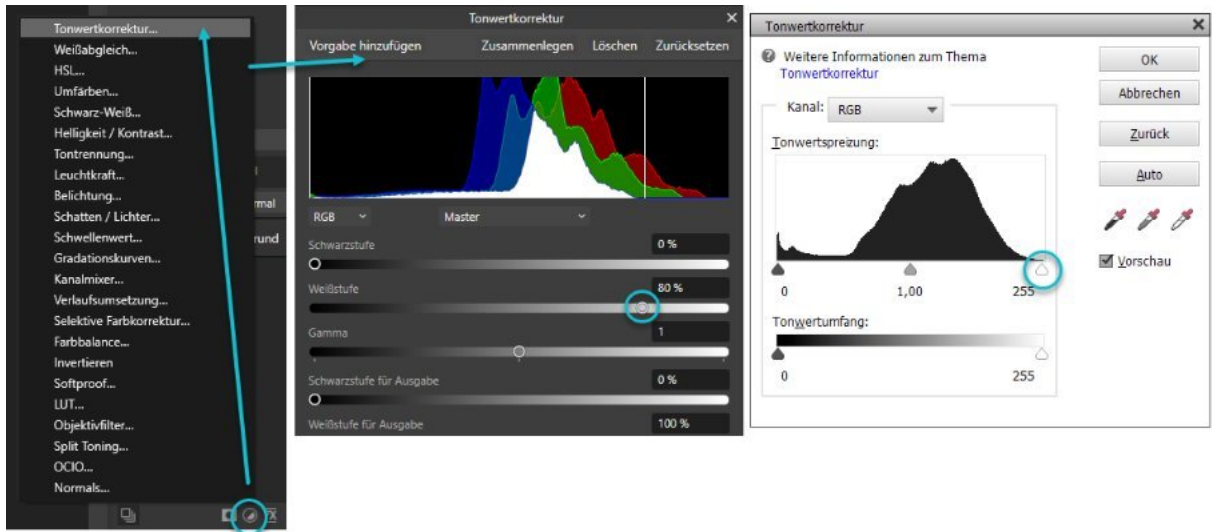 Tonwertkorrektur...
Weißabgleich...
HSL...
Umfärben...
Schwarz-Weiß...
Helligkeit / Kontrast...
Tontrennung...
Leuchtkraft...
Belichtung...
Schatten / Lichter...
Schwellenwert...
Gradationskurven...
Kanalmixer...
Verlaufsumsetzung...
Selektive Farbkorrektur...
Farbbalance...
Invertieren
Softproof...
LUT...
Objektivfilter...
Split Toning...
OCIO...
Normals...
mal
rund
Tonwertkorrektur
Vorgabe hinzufügen Zusammenlegen Löschen Zurücksetzen
RGB Master
Schwarzstufe 0 %
Weißstufe 80 %
Gamma 1
Schwarzstufe für Ausgabe 0 %
Weißstufe für Ausgabe 100 %
Tonwertkorrektur
Weitere Informationen zum Thema
Tonwertkorrektur
Kanal: RGB
Tonwertspreizung:
0 1,00 255
Tonwertumfang:
0 255
OK
Abbrechen
Zurück
Auto
Vorschau